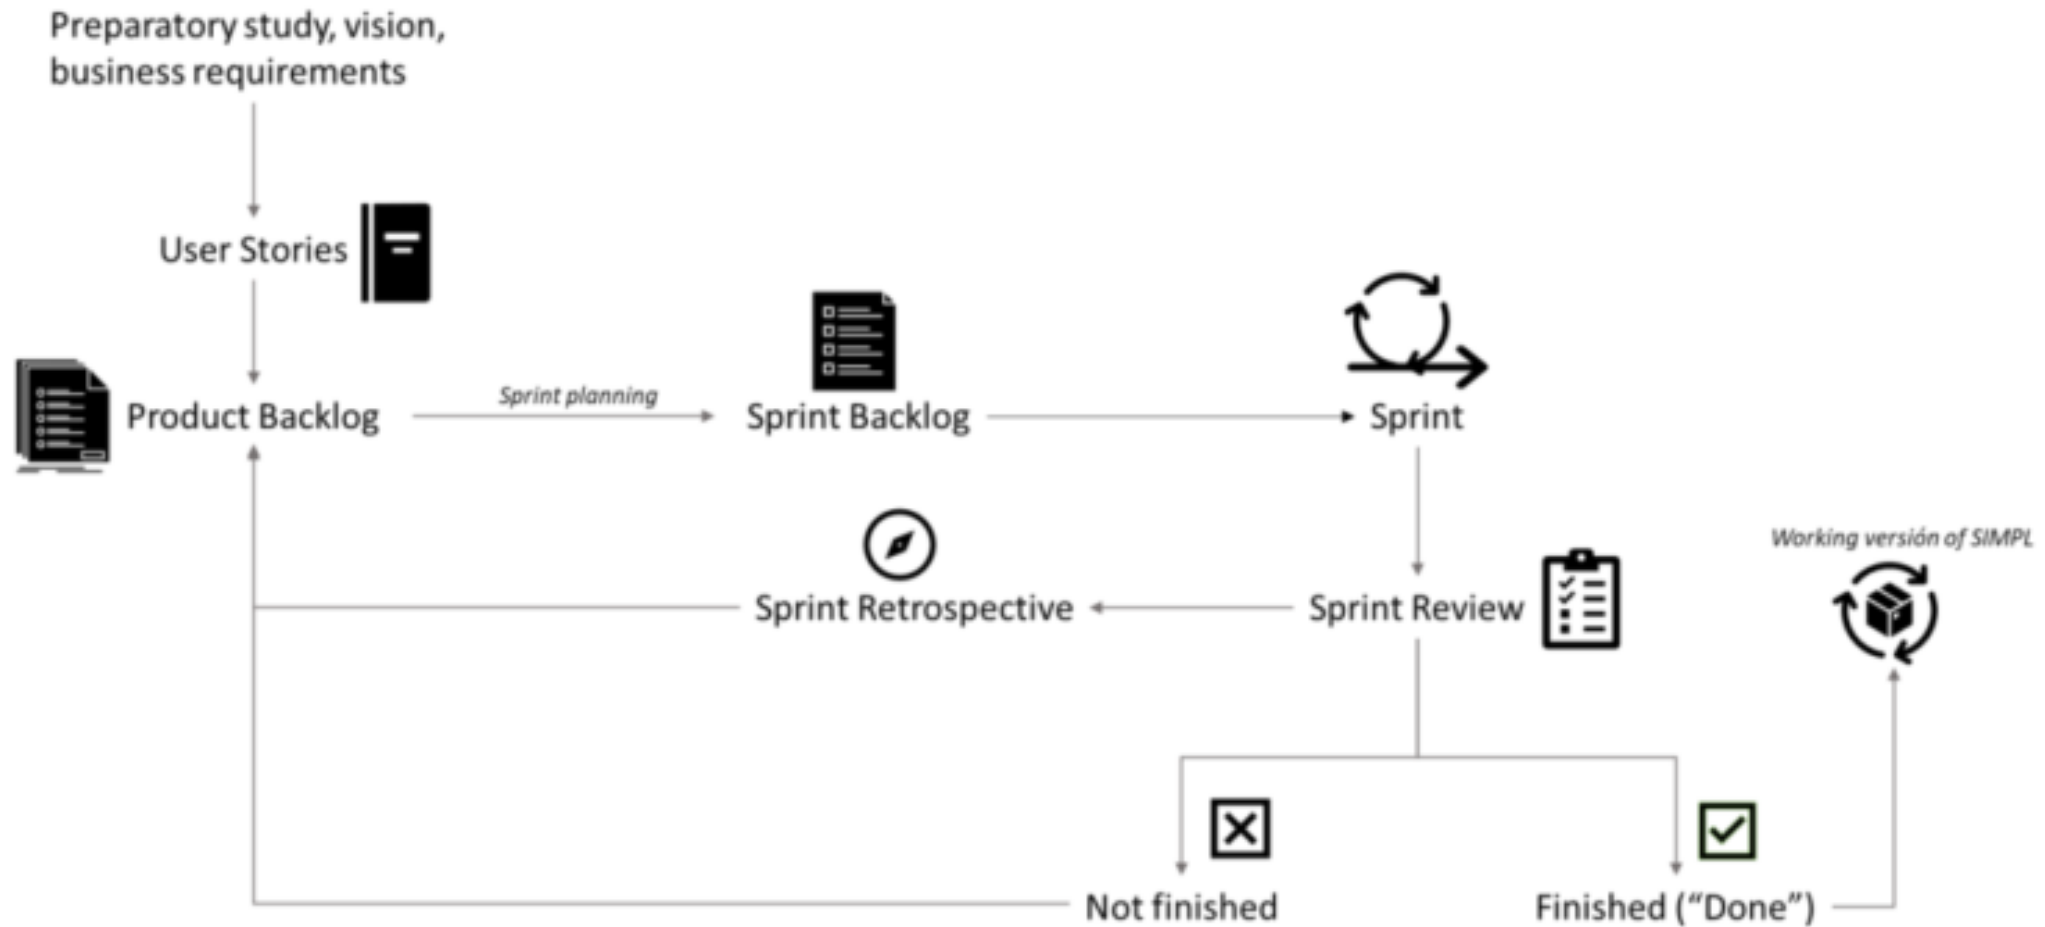 Preparatory study, vision,
business requirements
User Stories
Product Backlog
Sprint planning
Sprint Backlog
Sprint
Sprint Retrospective
Sprint Review
Working versión of SIMPL
Not finished
Finished (“Done”)